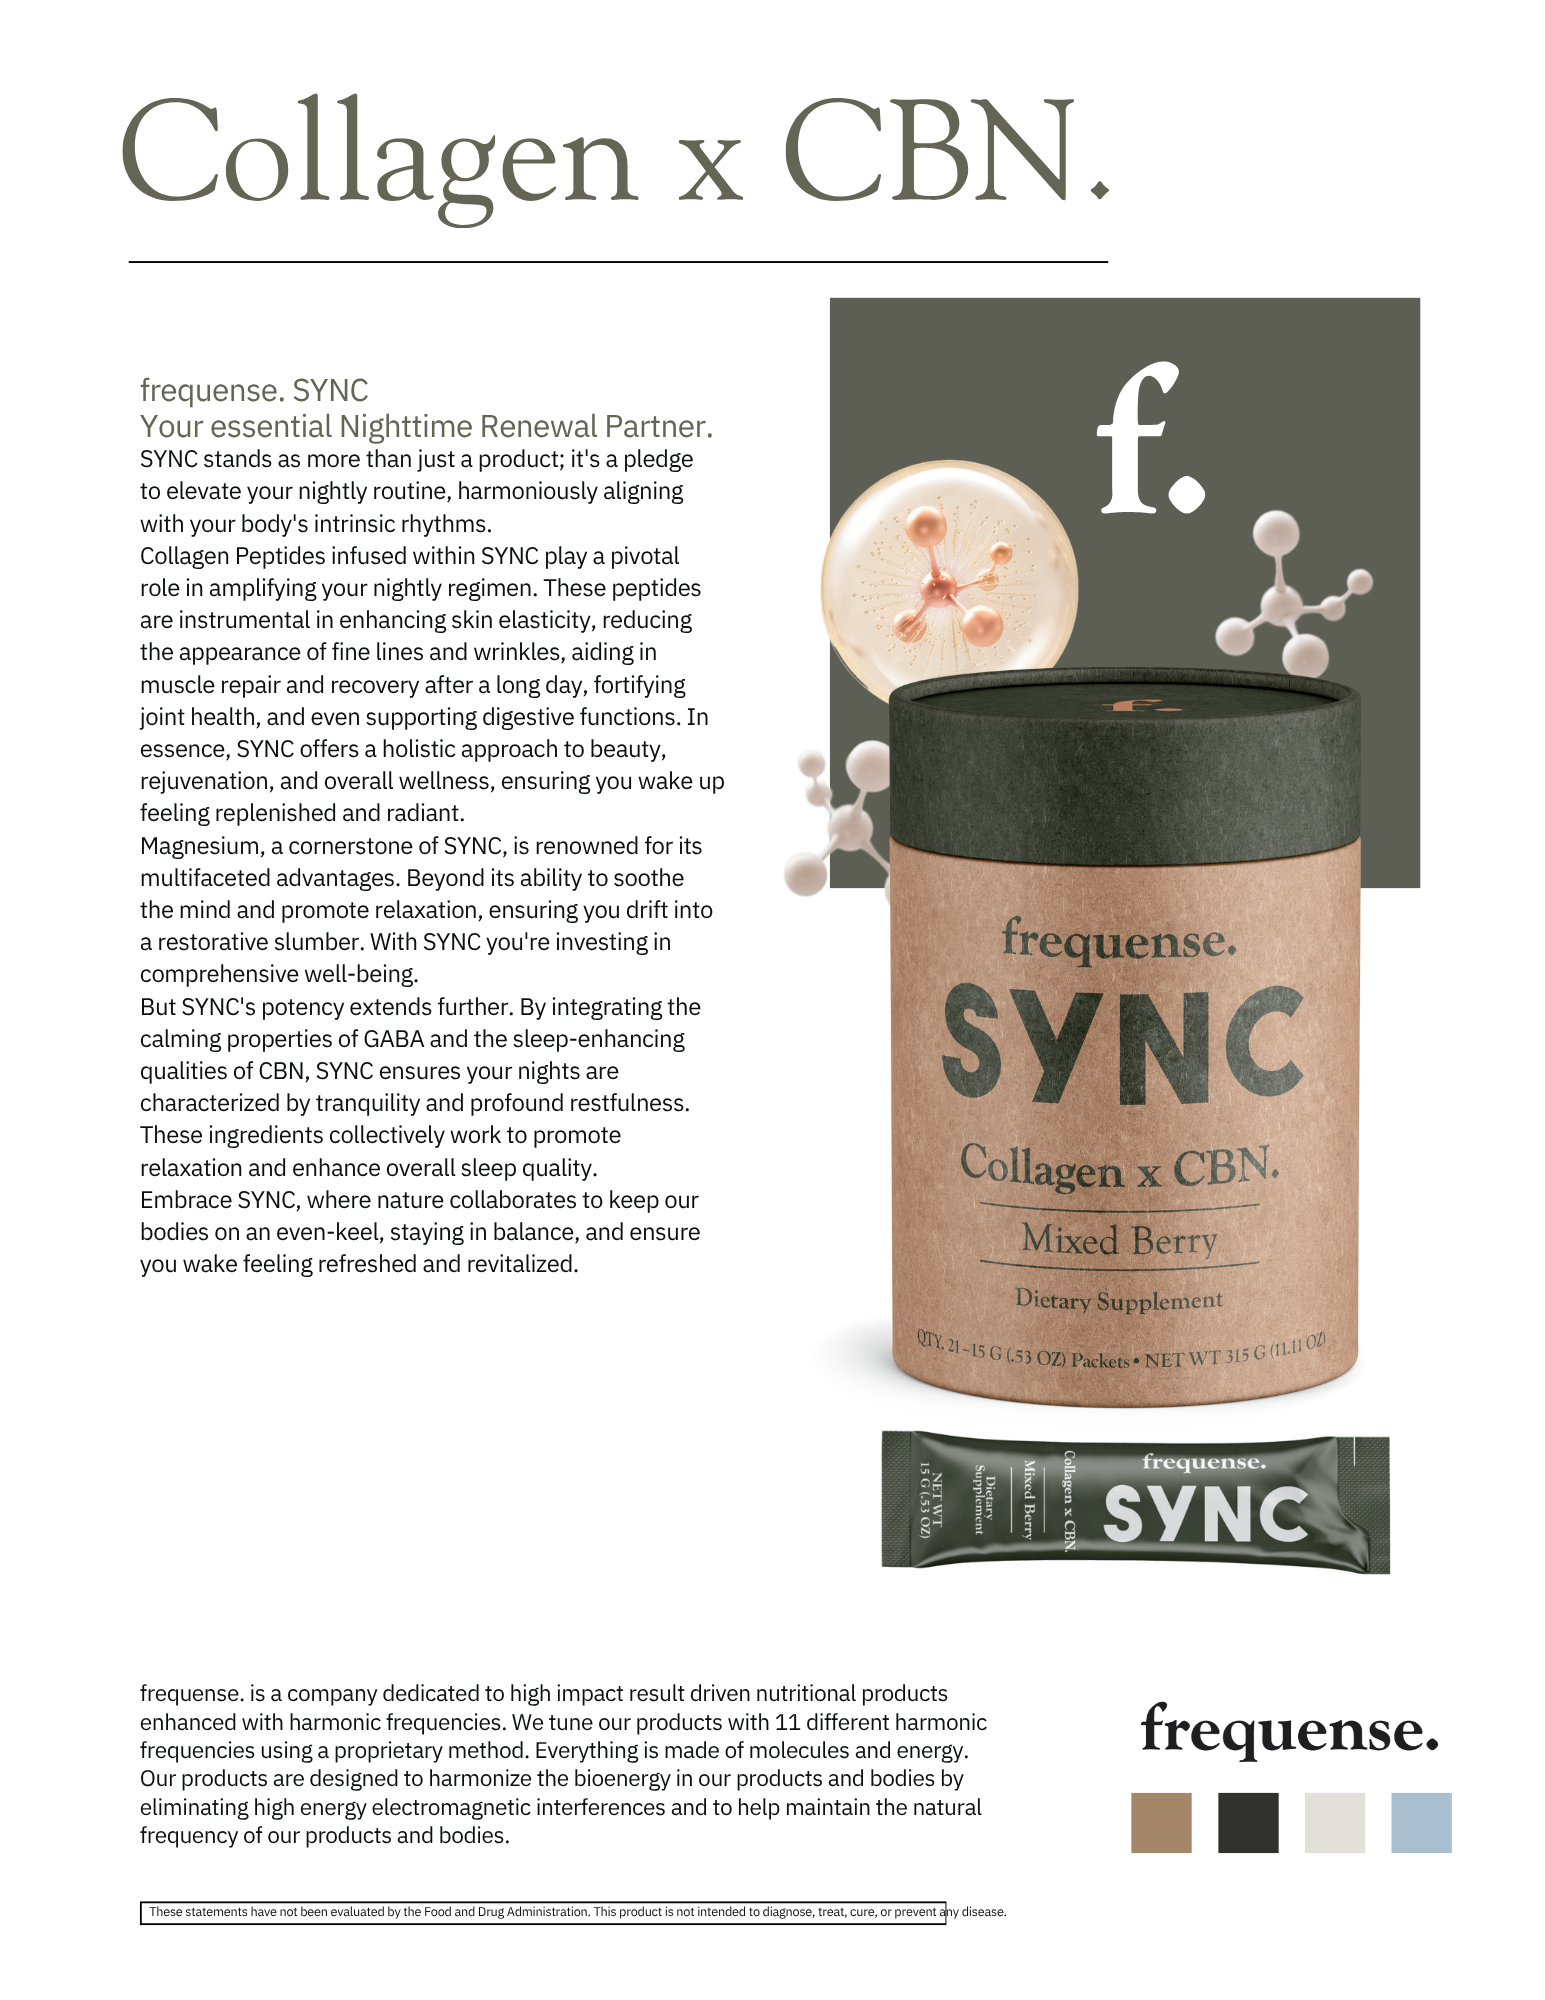 Collagen x CBN.
f.
frequense. SYNC
Your essential Nighttime Renewal Partner.
SYNC stands as more than just a product; it's a pledge
to elevate your nightly routine, harmoniously aligning
with your body's intrinsic rhythms.
Collagen Peptides infused within SYNC play a pivotal
role in amplifying your nightly regimen. These peptides
are instrumental in enhancing skin elasticity, reducing
the appearance of fine lines and wrinkles, aiding in
muscle repair and recovery after a long day, fortifying
joint health, and even supporting digestive functions. In
essence, SYNC offers a holistic approach to beauty,
rejuvenation, and overall wellness, ensuring you wake up
feeling replenished and radiant.
Magnesium, a cornerstone of SYNC, is renowned for its
multifaceted advantages. Beyond its ability to soothe
the mind and promote relaxation, ensuring you drift into
a restorative slumber. With SYNC you're investing in
comprehensive well-being.
But SYNC's potency extends further. By integrating the
calming properties of GABA and the sleep-enhancing
qualities of CBN, SYNC ensures your nights are
characterized by tranquility and profound restfulness.
These ingredients collectively work to promote
relaxation and enhance overall sleep quality.
Embrace SYNC, where nature collaborates to keep our
bodies on an even-keel, staying in balance, and ensure
you wake feeling refreshed and revitalized.
f.
frequense.
SYNC
Collagen x CBN.
Mixed Berry
Dietary Supplement
QTY. 21–15 G (.53 OZ) Packets • NET WT 315 G (11.11 OZ)
frequense.
SYNC
Collagen x CBN.
Mixed Berry
Dietary
Supplement
NET WT
15 G (.53 OZ)
frequense. is a company dedicated to high impact result driven nutritional products
enhanced with harmonic frequencies. We tune our products with 11 different harmonic
frequencies using a proprietary method. Everything is made of molecules and energy.
Our products are designed to harmonize the bioenergy in our products and bodies by
eliminating high energy electromagnetic interferences and to help maintain the natural
frequency of our products and bodies.
frequense.
These statements have not been evaluated by the Food and Drug Administration. This product is not intended to diagnose, treat, cure, or prevent any disease.